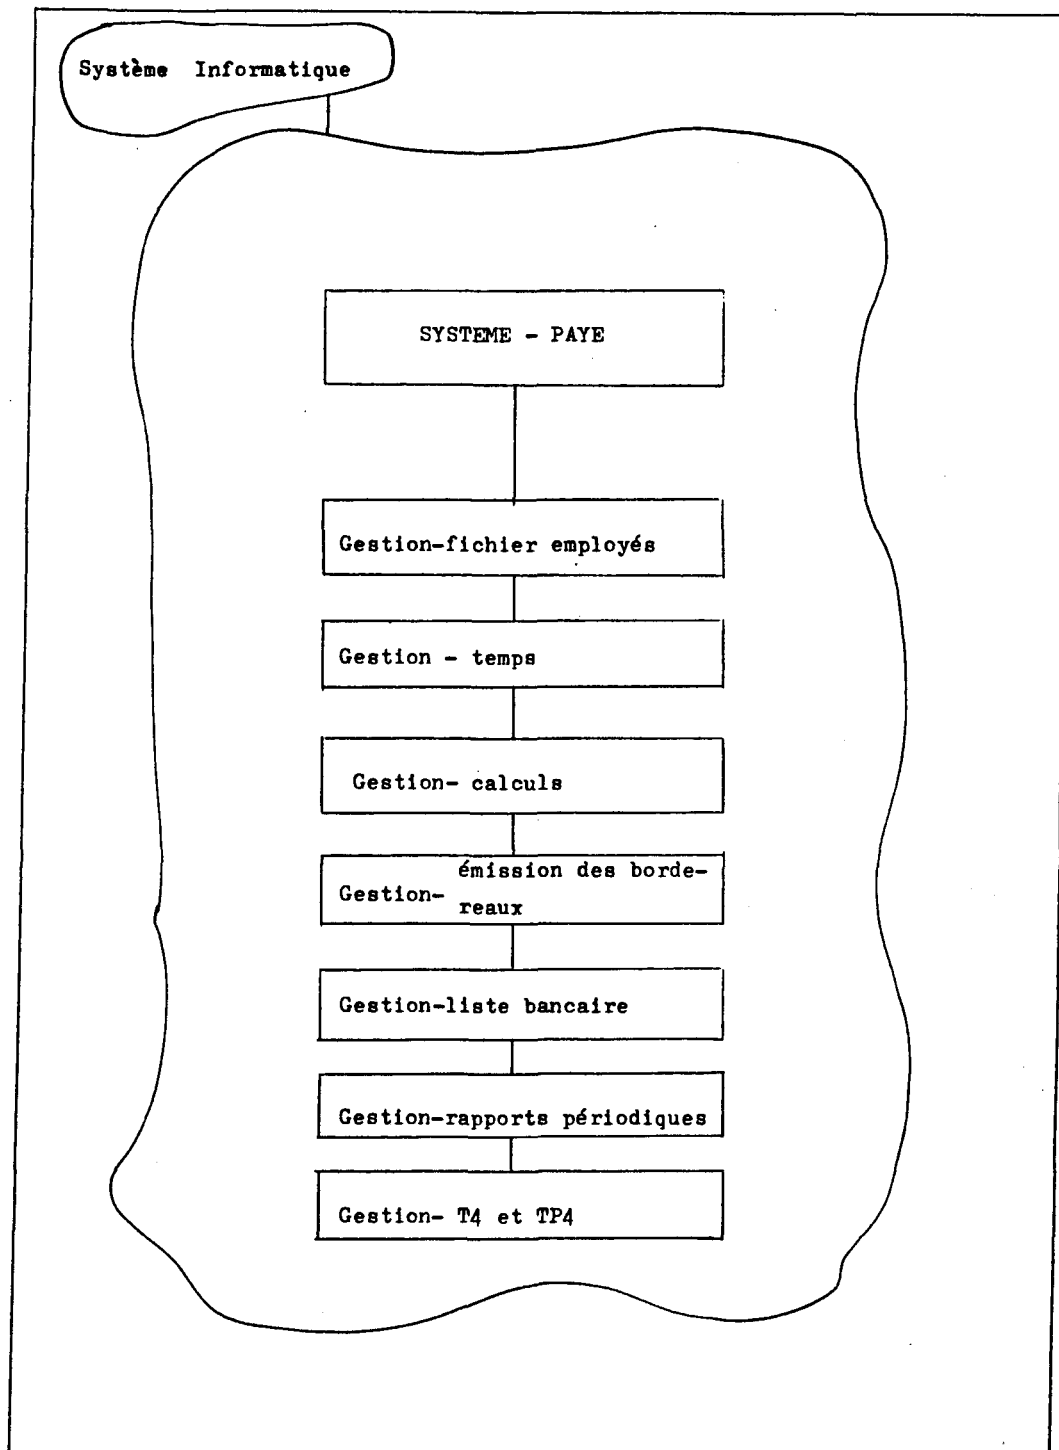 Système Informatique
SYSTEME - PAYE
Gestion-fichier employés
Gestion - temps
Gestion- calculs
émission des borde-
Gestion-
reaux
Gestion-liste bancaire
Gestion-rapports périodiques
Gestion- T4 et TP4